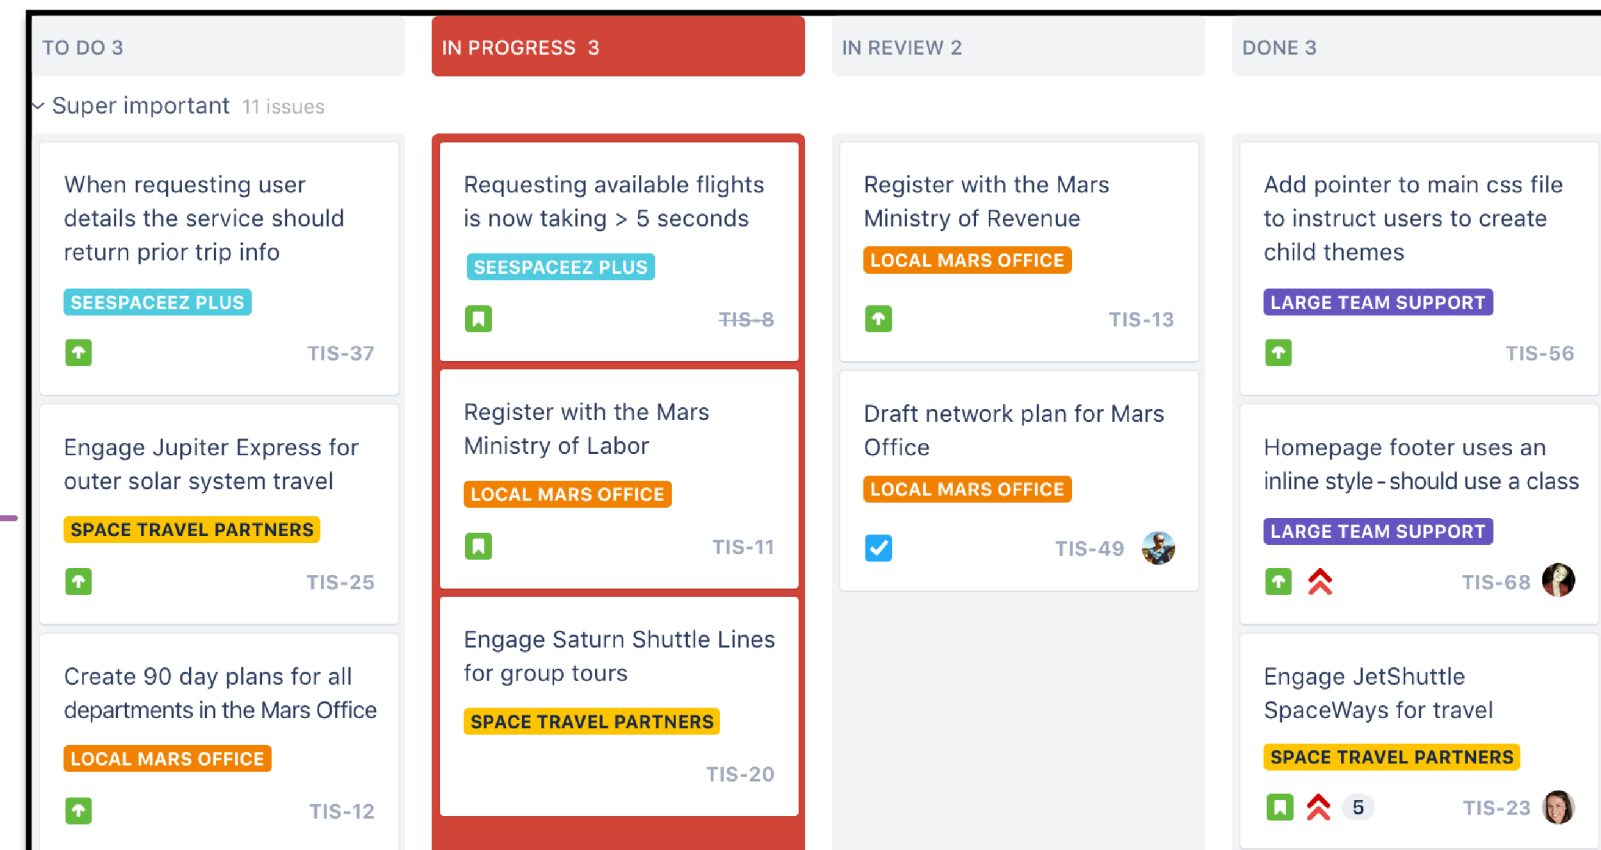 TO DO 3
IN PROGRESS 3
IN REVIEW 2
DONE 3
Super important 11 issues
When requesting user
details the service should
return prior trip info
SEESPACEEZ PLUS
TIS-37
Engage Jupiter Express for
outer solar system travel
SPACE TRAVEL PARTNERS
TIS-25
Create 90 day plans for all
departments in the Mars Office
LOCAL MARS OFFICE
TIS-12
Requesting available flights
is now taking > 5 seconds
SEESPACEEZ PLUS
TIS-8
Register with the Mars
Ministry of Labor
LOCAL MARS OFFICE
TIS-11
Engage Saturn Shuttle Lines
for group tours
SPACE TRAVEL PARTNERS
TIS-20
Register with the Mars
Ministry of Revenue
LOCAL MARS OFFICE
TIS-13
Draft network plan for Mars
Office
LOCAL MARS OFFICE
TIS-49
Add pointer to main css file
to instruct users to create
child themes
LARGE TEAM SUPPORT
TIS-56
Homepage footer uses an
inline style-should use a class
LARGE TEAM SUPPORT
TIS-68
Engage JetShuttle
SpaceWays for travel
SPACE TRAVEL PARTNERS
5 TIS-23